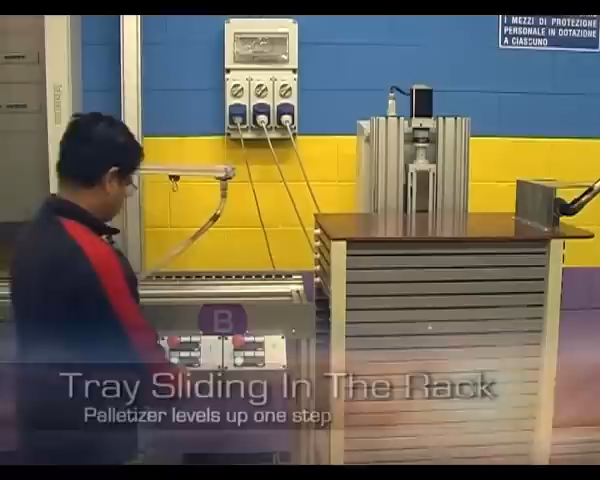 I MEZZI DI PROTEZIONE
PERSONALE IN DOTAZIONE
A CIASCUNO
B
Tray Sliding In The Rack
Palletizer levels up one step